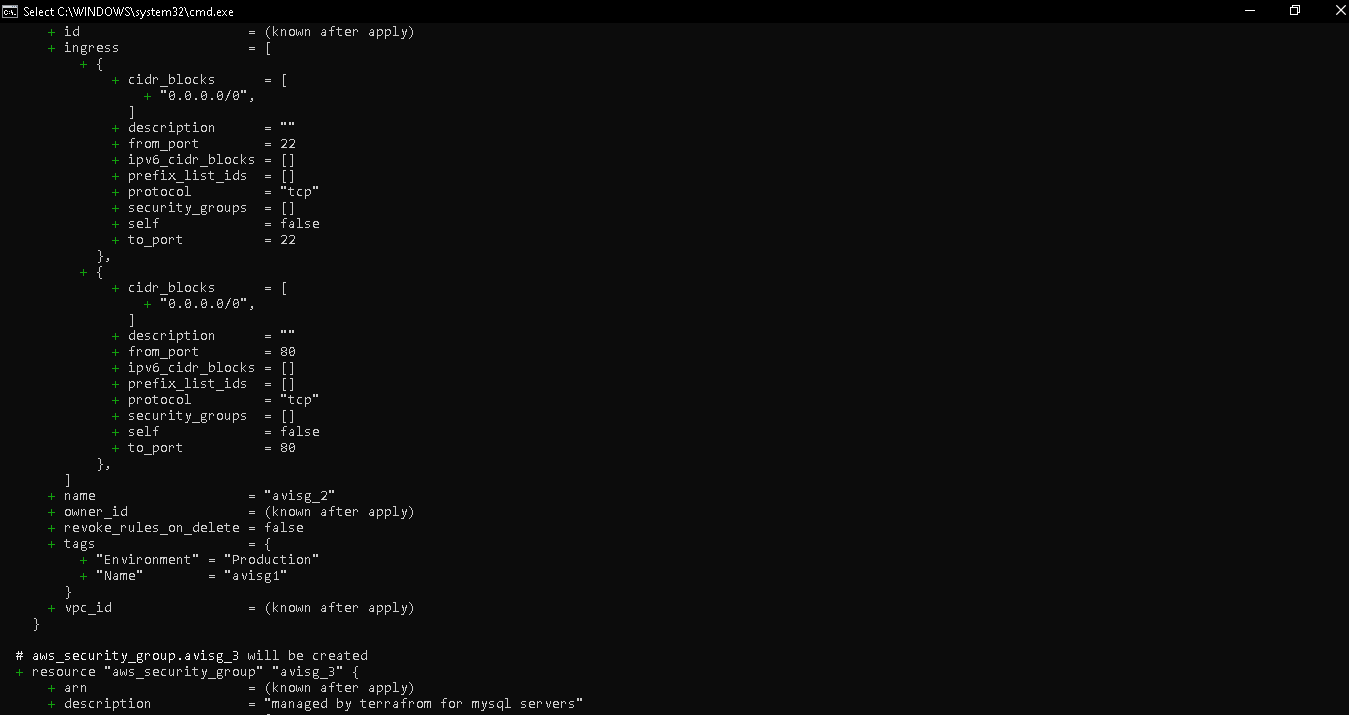 Select C:\WINDOWS\system32\cmd.exe
+ id = (known after apply)
+ ingress = [
+ {
+ cidr_blocks = [
+ "0.0.0.0/0",
]
+ description = ""
+ from_port = 22
+ ipv6_cidr_blocks = []
+ prefix_list_ids = []
+ protocol = "tcp"
+ security_groups = []
+ self = false
+ to_port = 22
},
+ {
+ cidr_blocks = [
+ "0.0.0.0/0",
]
+ description = ""
+ from_port = 80
+ ipv6_cidr_blocks = []
+ prefix_list_ids = []
+ protocol = "tcp"
+ security_groups = []
+ self = false
+ to_port = 80
},
]
+ name = "avisg_2"
+ owner_id = (known after apply)
+ revoke_rules_on_delete = false
+ tags = {
+ "Environment" = "Production"
+ "Name" = "avisg1"
}
+ vpc_id = (known after apply)
}
# aws_security_group.avisg_3 will be created
+ resource "aws_security_group" "avisg_3" {
+ arn = (known after apply)
+ description = "managed by terrafrom for mysql servers"